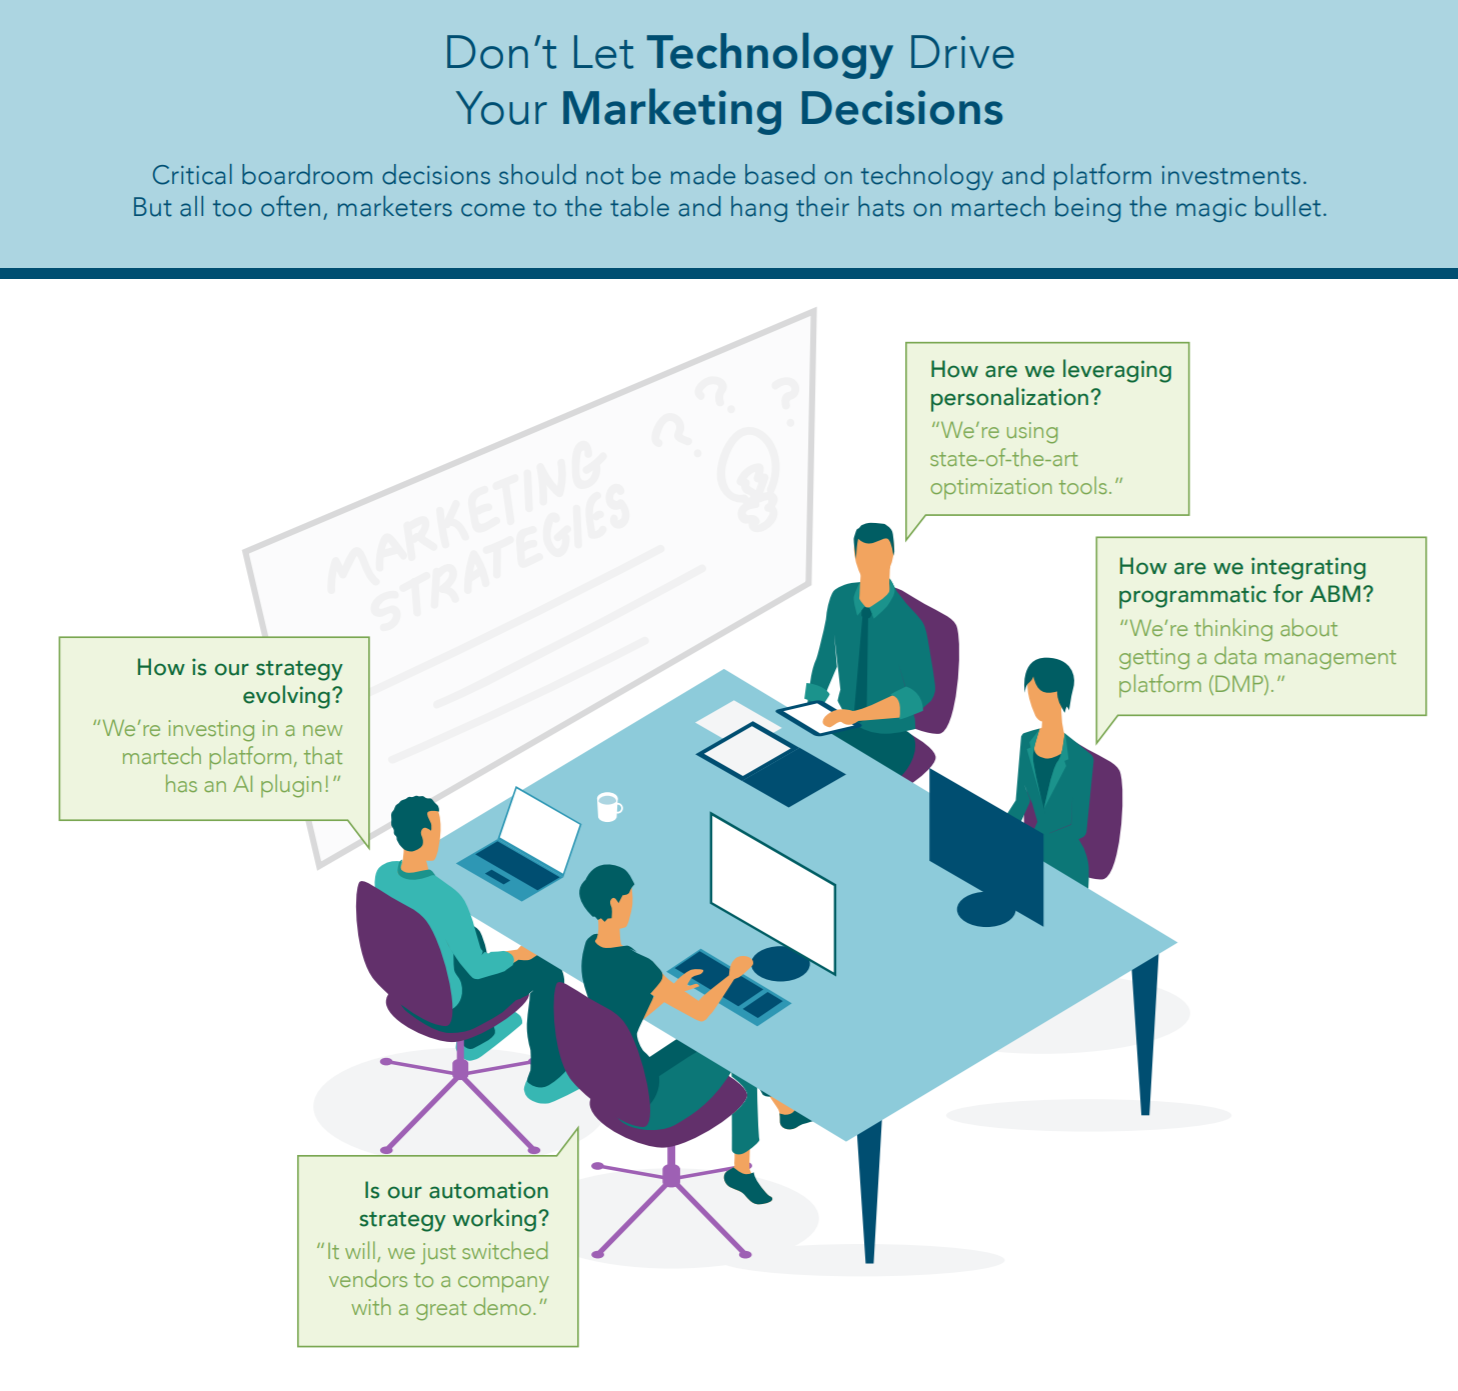 Don’t Let Technology Drive
Your Marketing Decisions
Critical boardroom decisions should not be made based on technology and platform investments.
But all too often, marketers come to the table and hang their hats on martech being the magic bullet.
MARKETING
STRATEGIES
? ? ?
How are we leveraging
personalization?
“We’re using
state-of-the-art
optimization tools.”
How are we integrating
programmatic for ABM?
“We’re thinking about
getting a data management
platform (DMP).”
How is our strategy
evolving?
“We’re investing in a new
martech platform, that
has an AI plugin!”
Is our automation
strategy working?
“It will, we just switched
vendors to a company
with a great demo.”